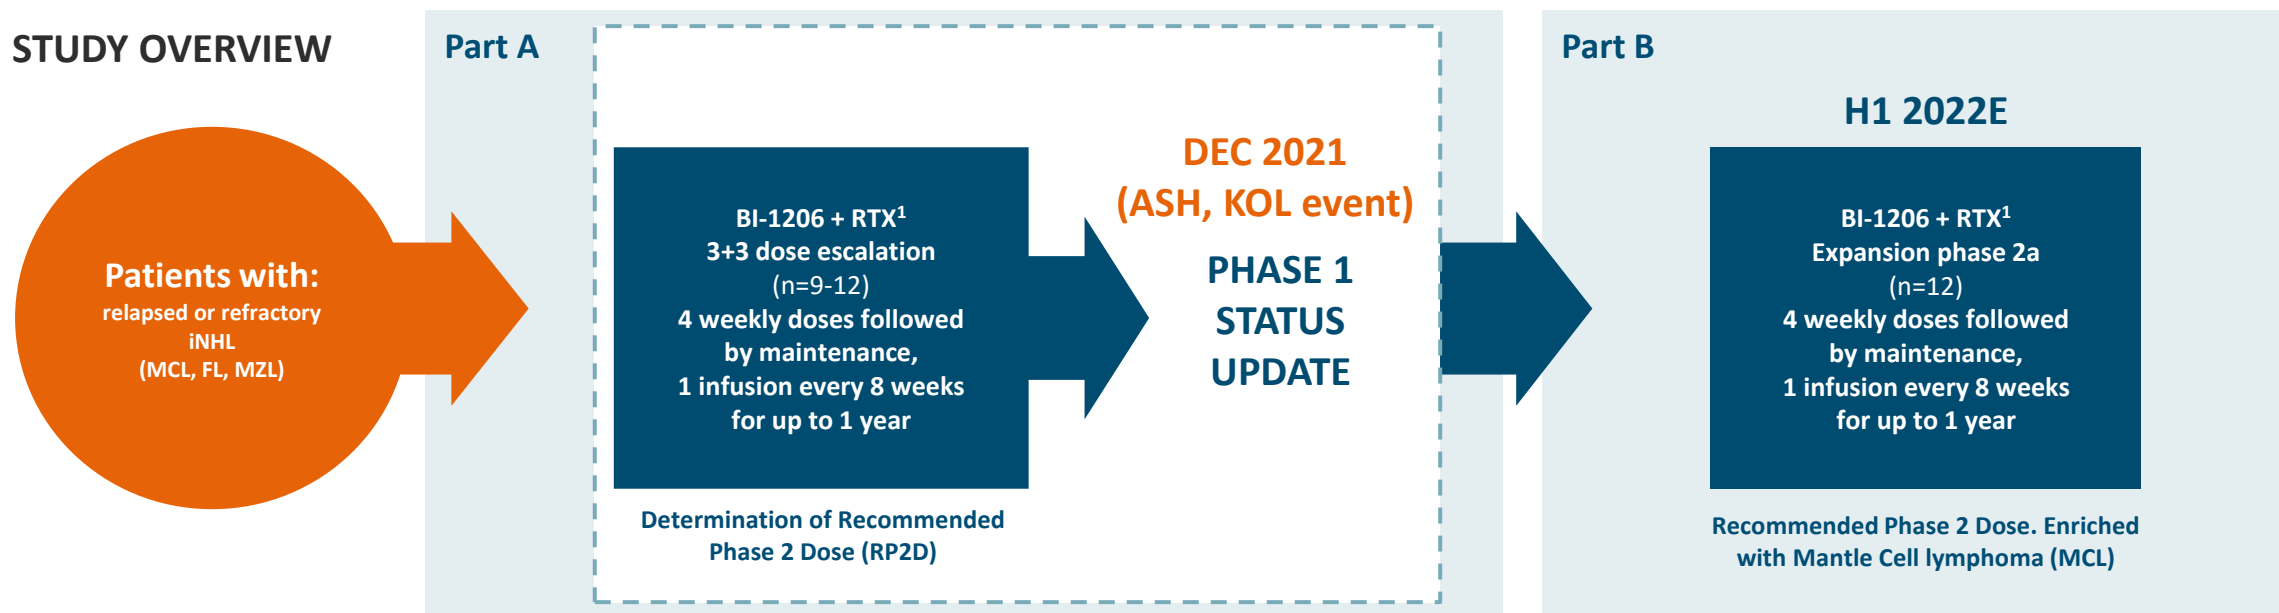 STUDY OVERVIEW
Patients with:
relapsed or refractory
iNHL
(MCL, FL, MZL)
Part A
BI-1206 + RTX¹
3+3 dose escalation
(n=9-12)
4 weekly doses followed
by maintenance,
1 infusion every 8 weeks
for up to 1 year
Determination of Recommended
Phase 2 Dose (RP2D)
DEC 2021
(ASH, KOL event)
PHASE 1
STATUS
UPDATE
Part B
H1 2022E
BI-1206 + RTX¹
Expansion phase 2a
(n=12)
4 weekly doses followed
by maintenance,
1 infusion every 8 weeks
for up to 1 year
Recommended Phase 2 Dose. Enriched
with Mantle Cell lymphoma (MCL)